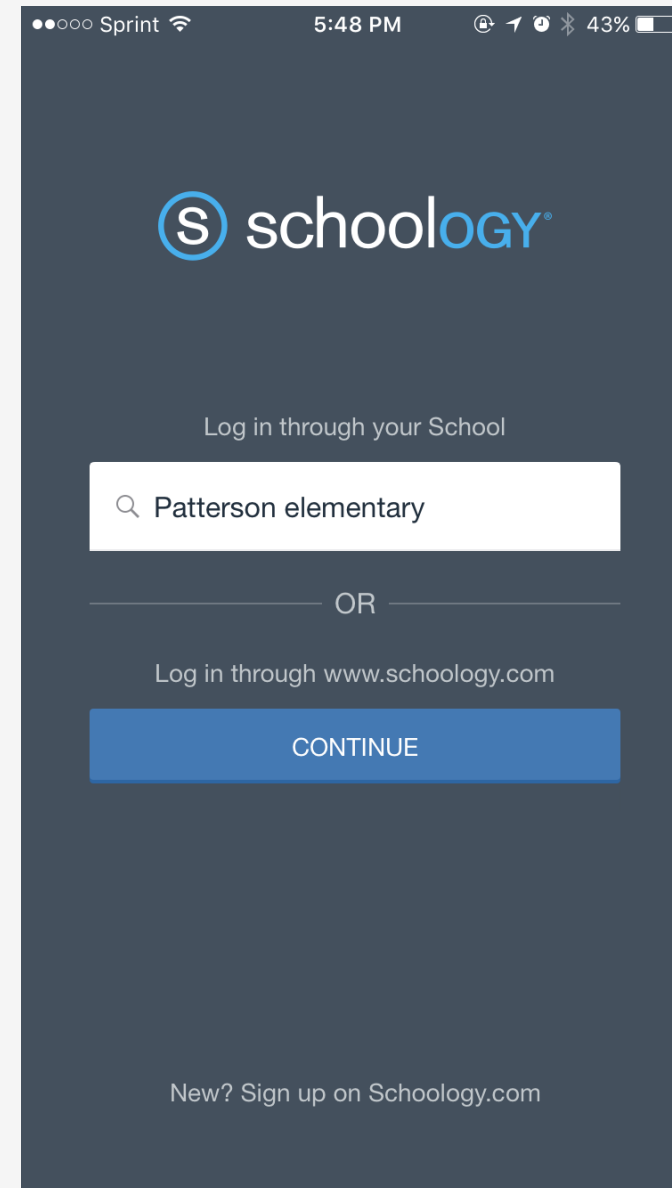 Sprint 5:48 PM 43%
S schoology®
Log in through your School
Patterson elementary
OR
Log in through www.schoology.com
CONTINUE
New? Sign up on Schoology.com